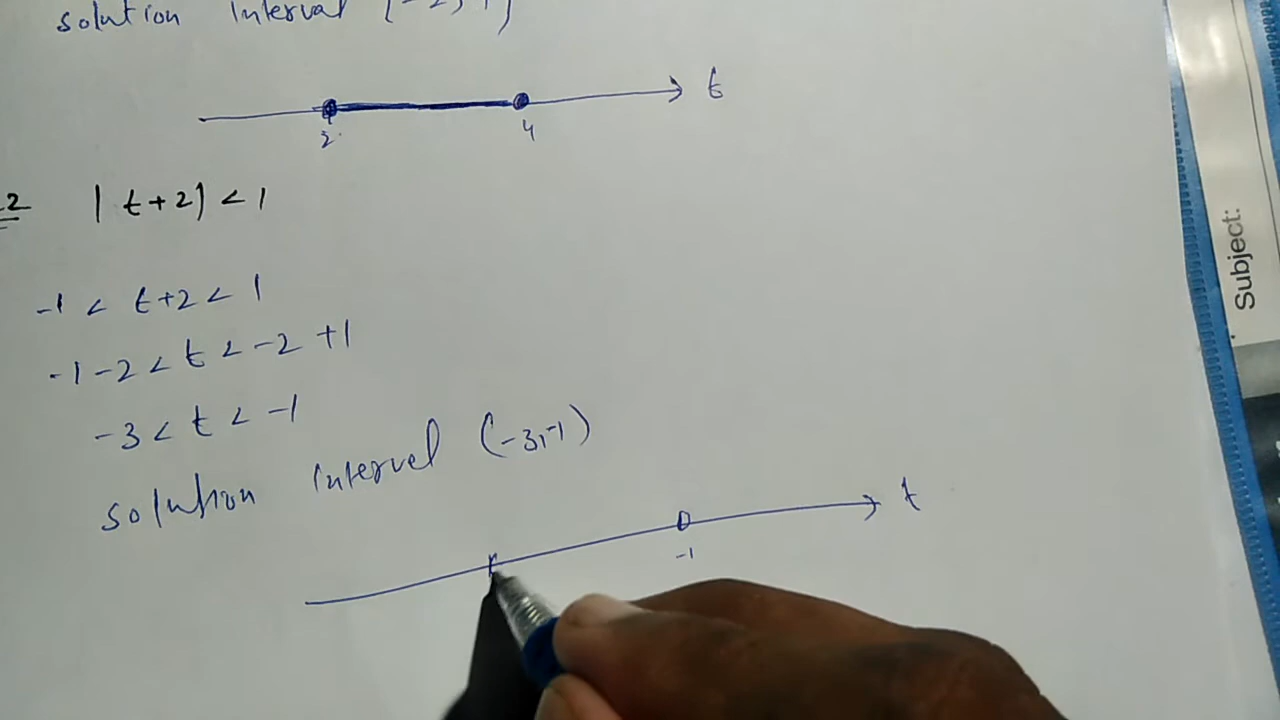 solution interval
t
2 4
|t+2| < 1
-1 < t+2 < 1
-1-2 < t < -2 +1
-3 < t < -1
solution interval (-3,-1)
t
-1
Subject: